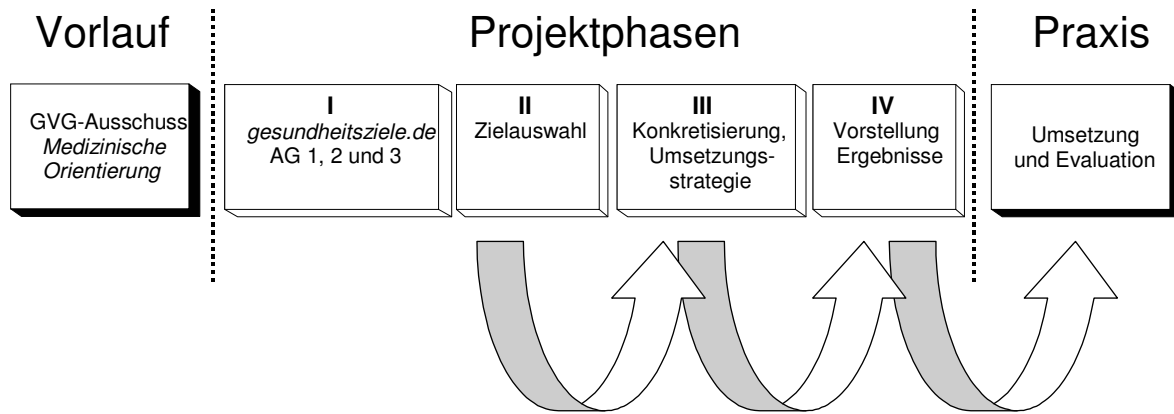 Vorlauf
Projektphasen
Praxis
GVG-Ausschuss
Medizinische
Orientierung
I
gesundheitsziele.de
AG 1, 2 und 3
II
Zielauswahl
III
Konkretisierung,
Umsetzungs-
strategie
IV
Vorstellung
Ergebnisse
Umsetzung
und Evaluation